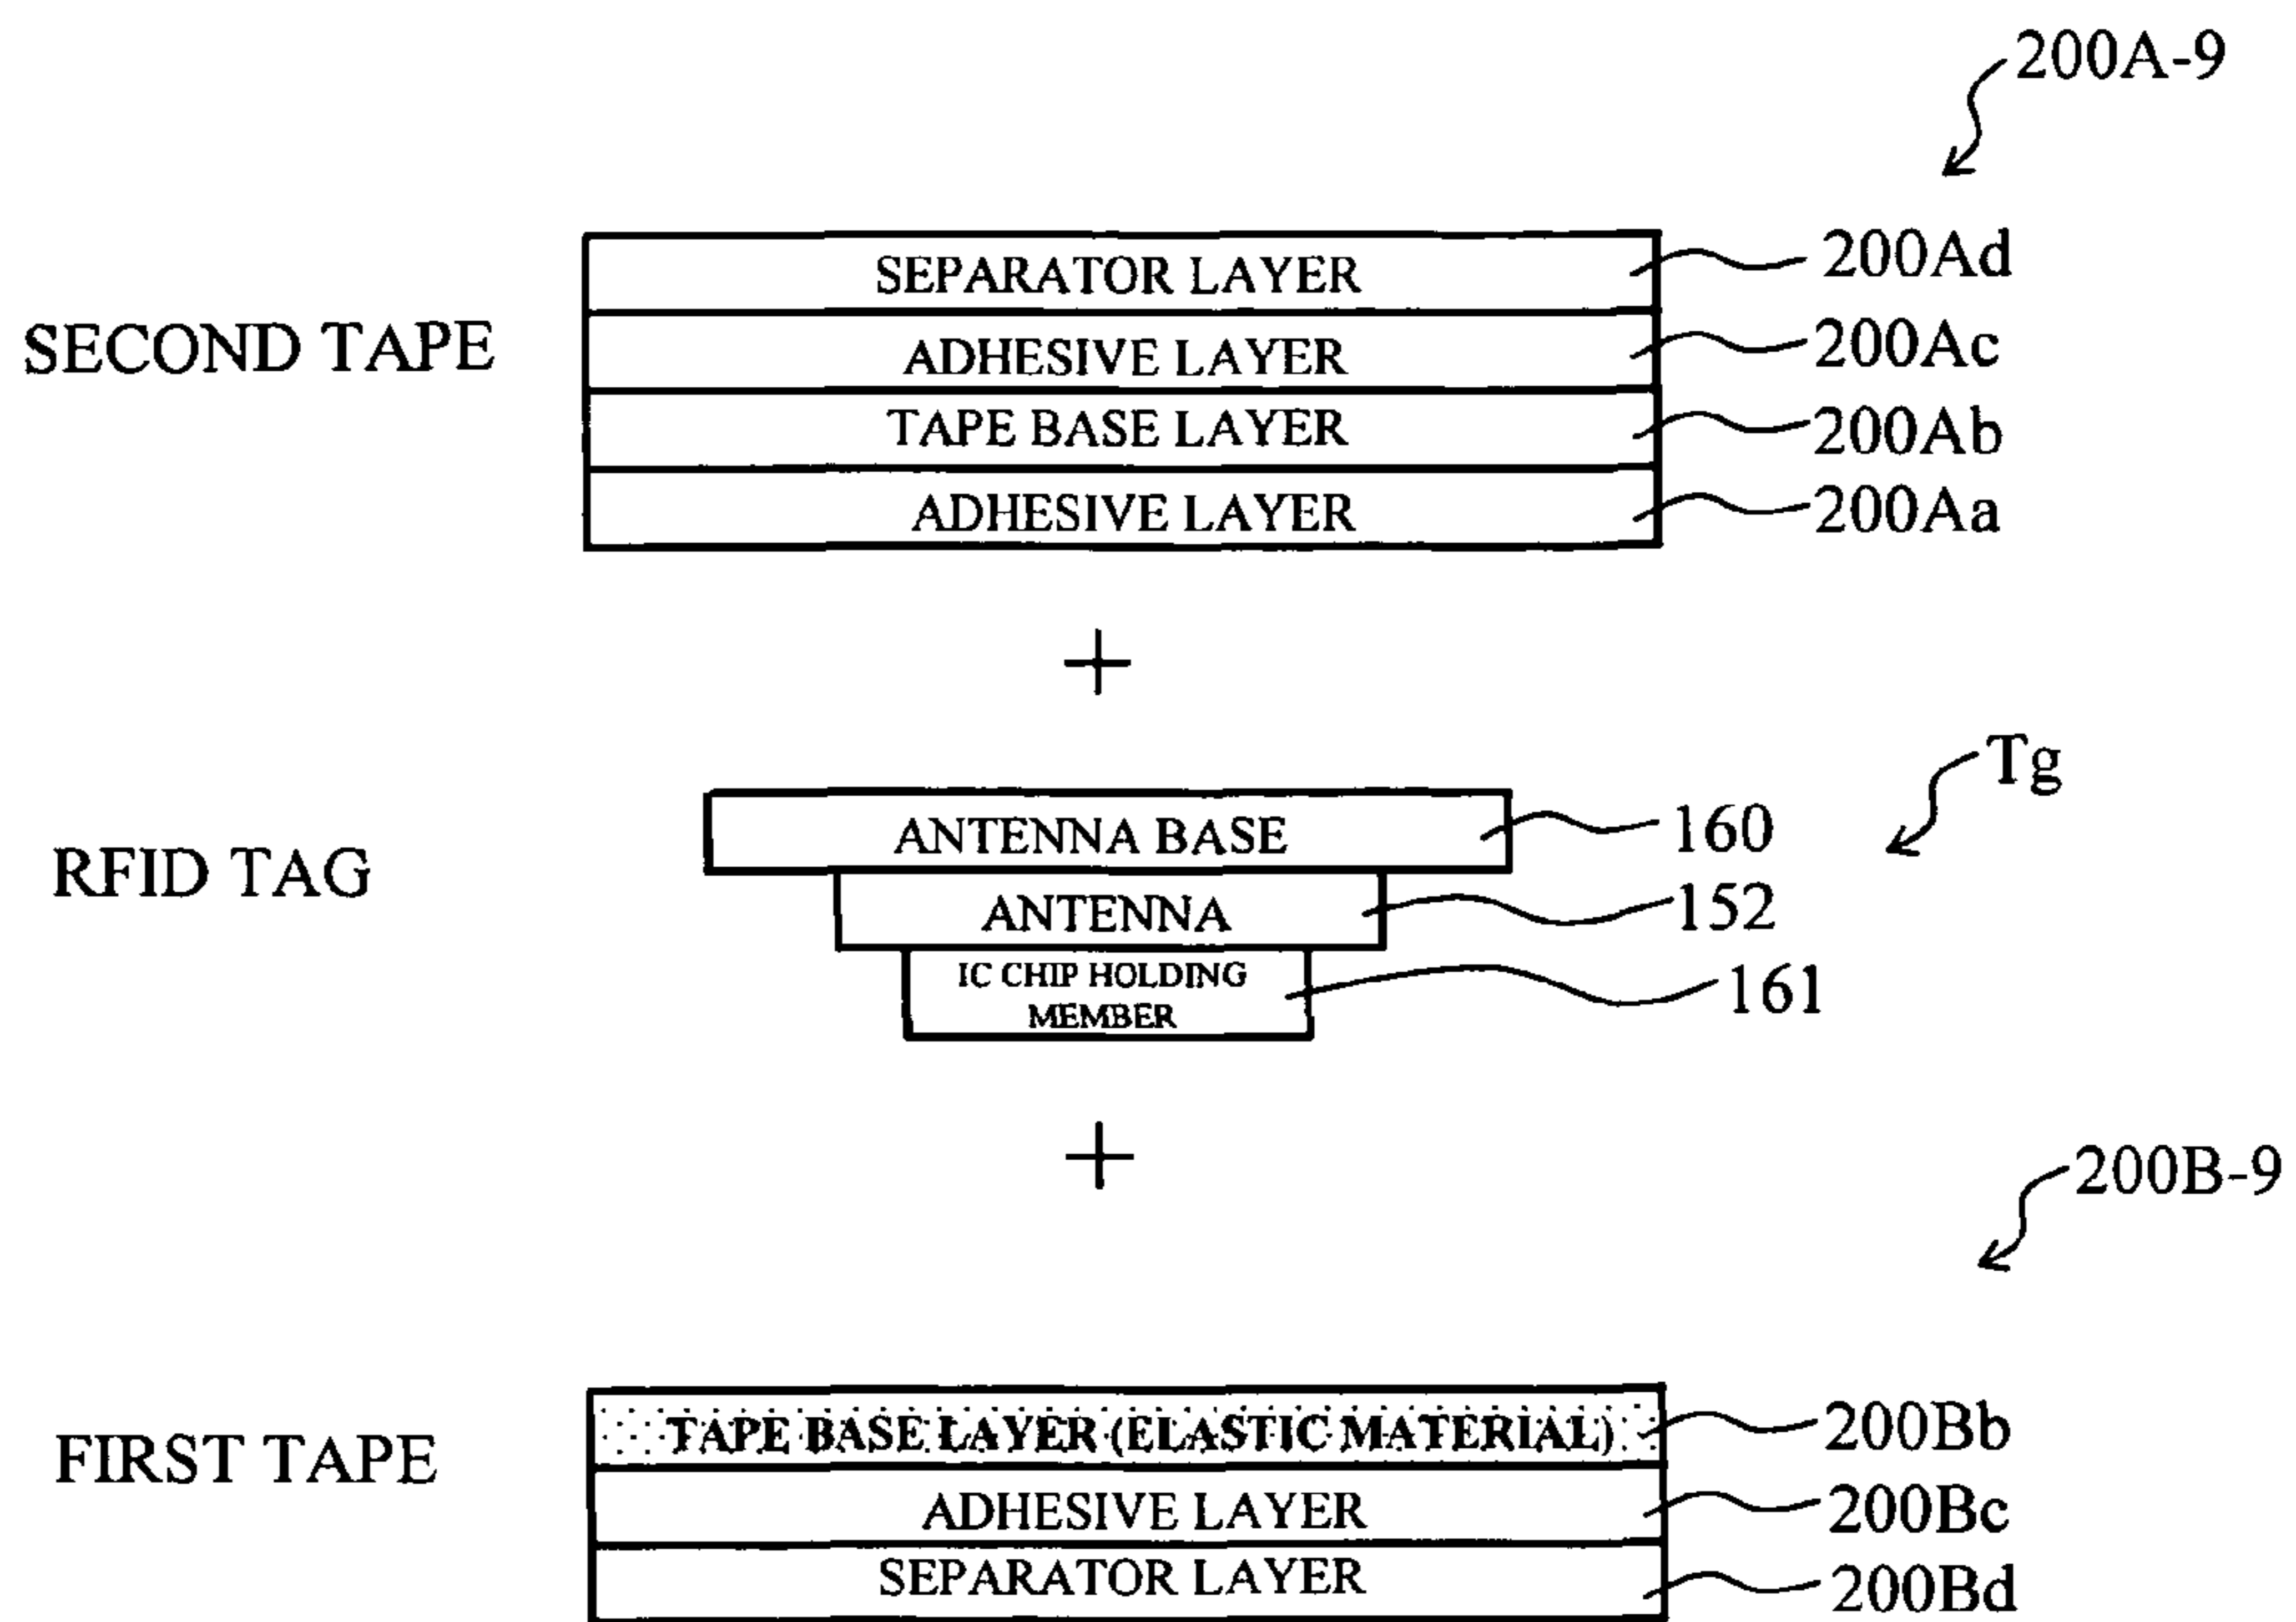 200A-9
SEPARATOR LAYER 200Ad
SECOND TAPE ADHESIVE LAYER 200Ac
TAPE BASE LAYER 200Ab
ADHESIVE LAYER 200Aa
+
Tg
RFID TAG ANTENNA BASE 160
ANTENNA 152
IC CHIP HOLDING
MEMBER 161
+
200B-9
TAPE BASE LAYER (ELASTIC MATERIAL) 200Bb
FIRST TAPE ADHESIVE LAYER 200Bc
SEPARATOR LAYER 200Bd